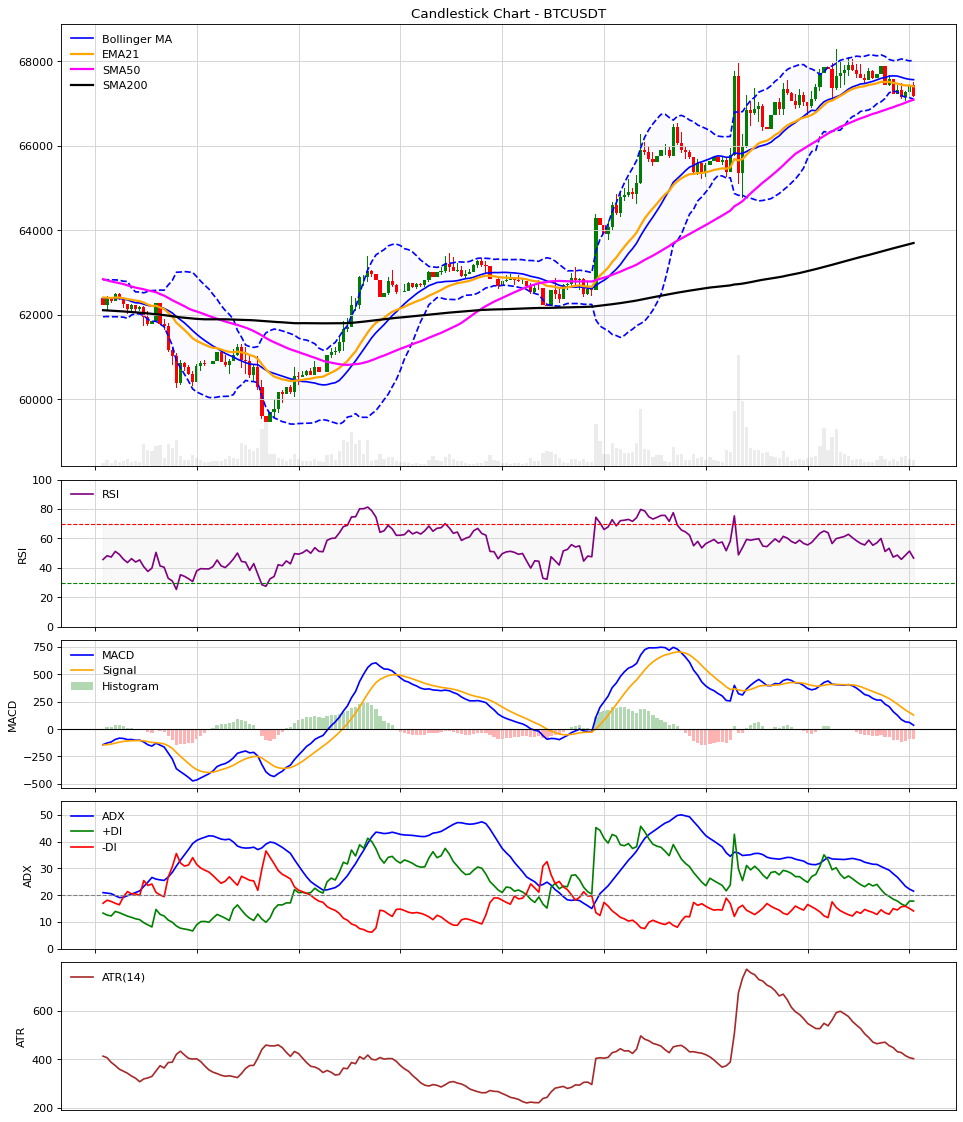 Candlestick Chart - BTCUSDT
Bollinger MA
EMA21
SMA50
SMA200
68000
66000
64000
62000
60000
RSI
100
80
60
40
20
0
RSI
MACD
Signal
Histogram
750
500
250
0
−250
−500
MACD
ADX
+DI
-DI
50
40
30
20
10
0
ADX
ATR(14)
600
400
200
ATR